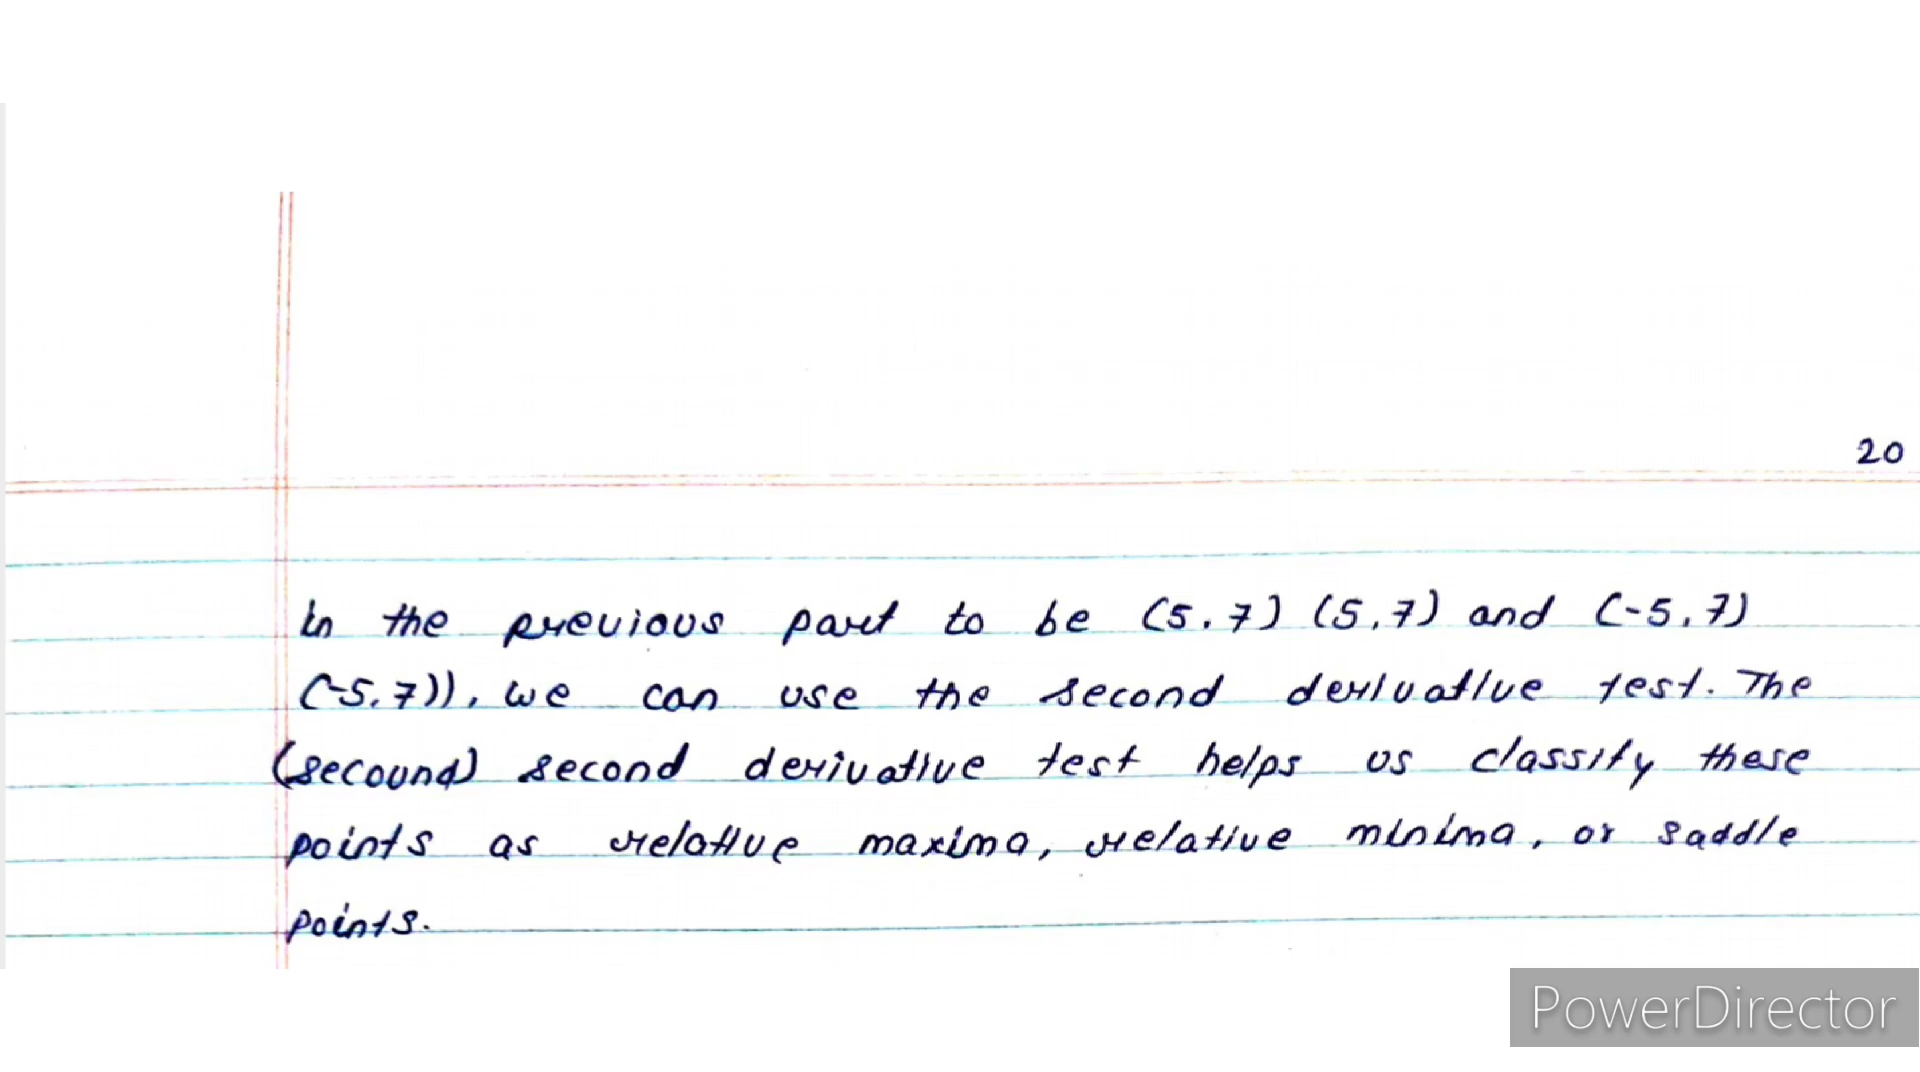 20
In the previous part to be (5,7) (5,7) and (-5,7)
(-5,7)), we can use the second derivative test. The
(secound) second derivative test helps us classify these
points as relative maxima, relative minima, or saddle
points.
PowerDirector